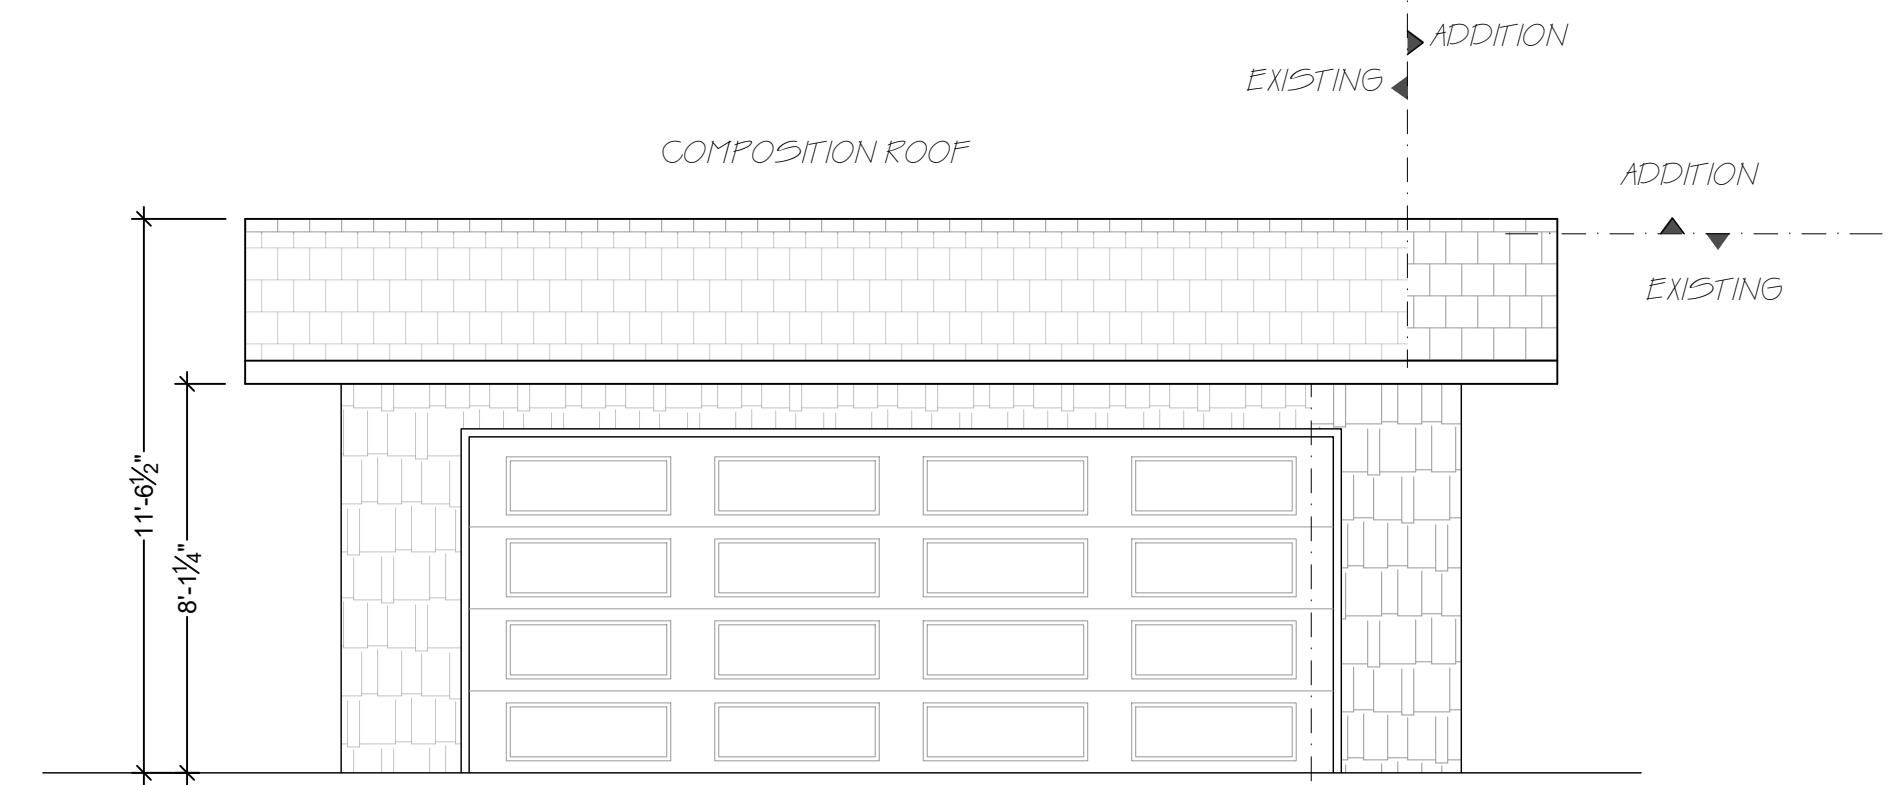 ADDITION
EXISTING
COMPOSITION ROOF
ADDITION
EXISTING
11'-6½"
8'-1¼"